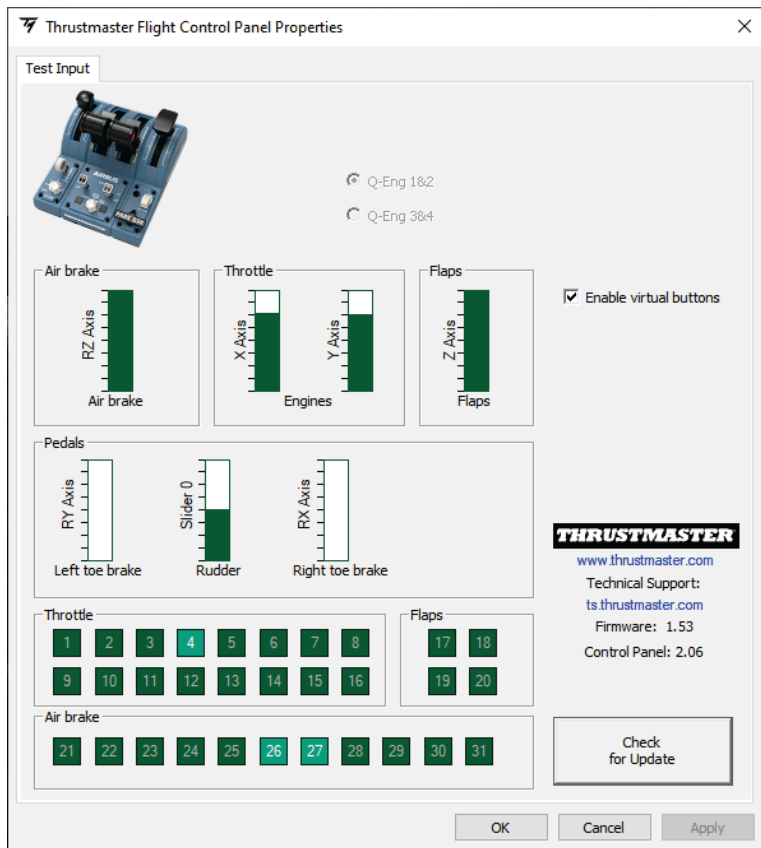 Thrustmaster Flight Control Panel Properties
Test Input
AIRBUS
PARK BRK
Q-Eng 1&2
Q-Eng 3&4
Air brake
RZ Axis
Air brake
Throttle
X Axis
Y Axis
Engines
Flaps
Z Axis
Flaps
Enable virtual buttons
Pedals
RY Axis
Left toe brake
Slider 0
Rudder
RX Axis
Right toe brake
THRUSTMASTER
www.thrustmaster.com
Technical Support:
ts.thrustmaster.com
Firmware: 1.53
Control Panel: 2.06
Throttle
1 2 3 4 5 6 7 8
9 10 11 12 13 14 15 16
Flaps
17 18
19 20
Air brake
21 22 23 24 25 26 27 28 29 30 31
Check
for Update
OK
Cancel
Apply